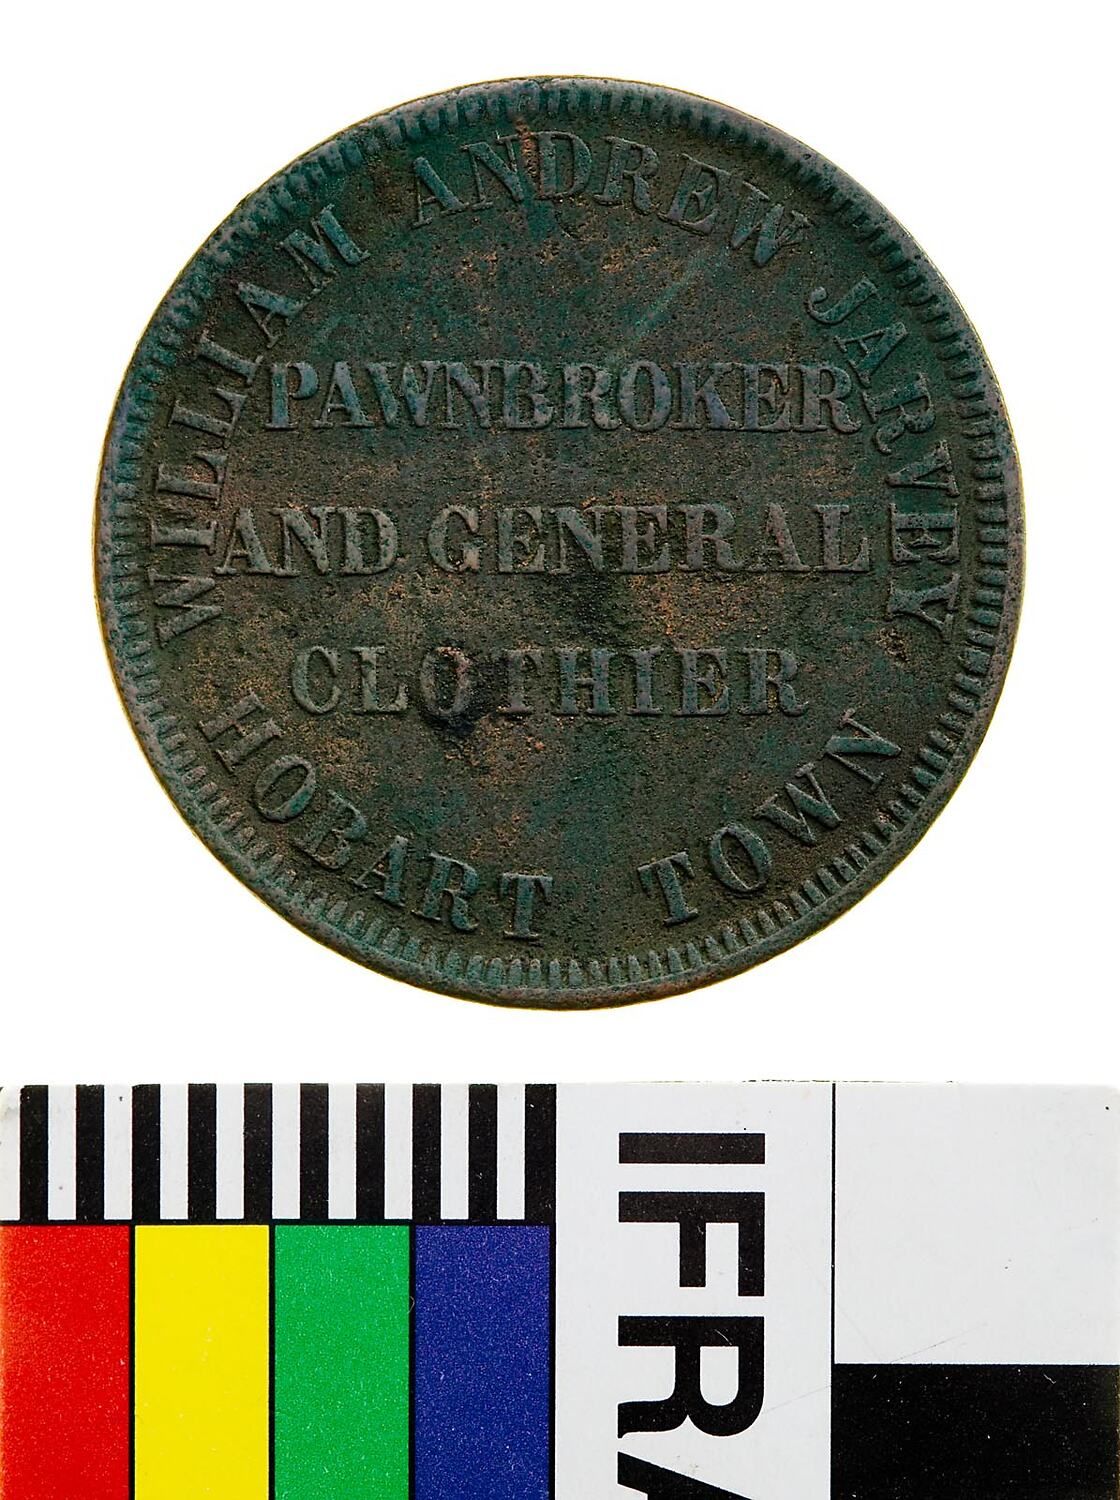 WILLIAM ANDREW JARVEY
PAWNBROKER
AND GENERAL
CLOTHIER
HOBART TOWN
IFRA